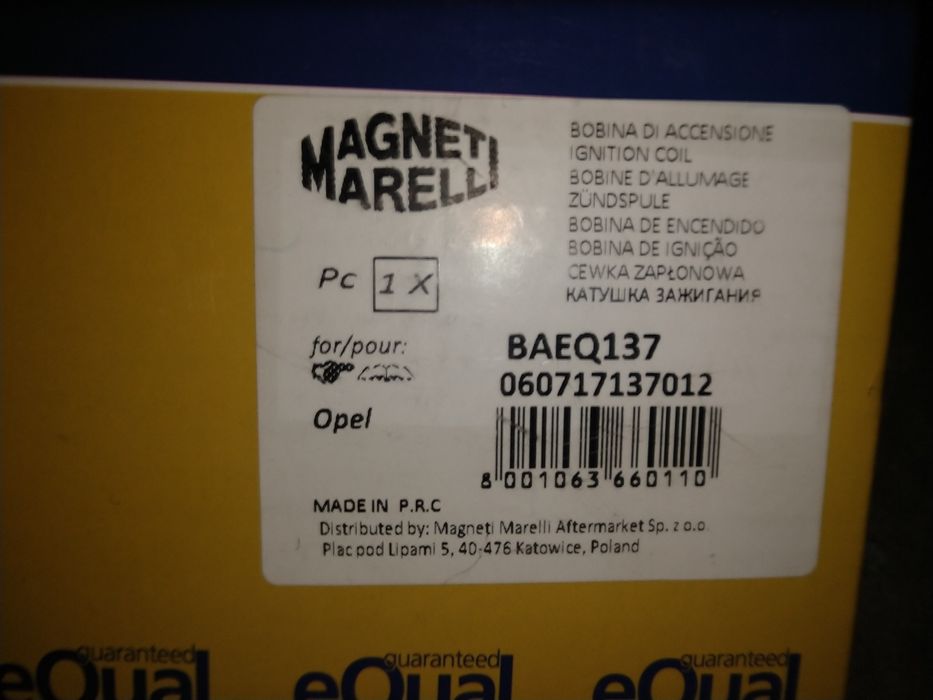 MAGNETI
MARELLI
BOBINA DI ACCENSIONE
IGNITION COIL
BOBINE D'ALLUMAGE
ZÜNDSPULE
BOBINA DE ENCENDIDO
BOBINA DE IGNIÇÃO
CEWKA ZAPŁONOWA
КАТУШКА ЗАЖИГАНИЯ
Pc 1 X
for/pour:
Opel
BAEQ137
060717137012
8 001063 660110
MADE IN P.R.C
Distributed by: Magneti Marelli Aftermarket Sp. z o.o.
Plac pod Lipami 5, 40-476 Katowice, Poland
guaranteed guaranteed guaranteed
eQual eQual eQual